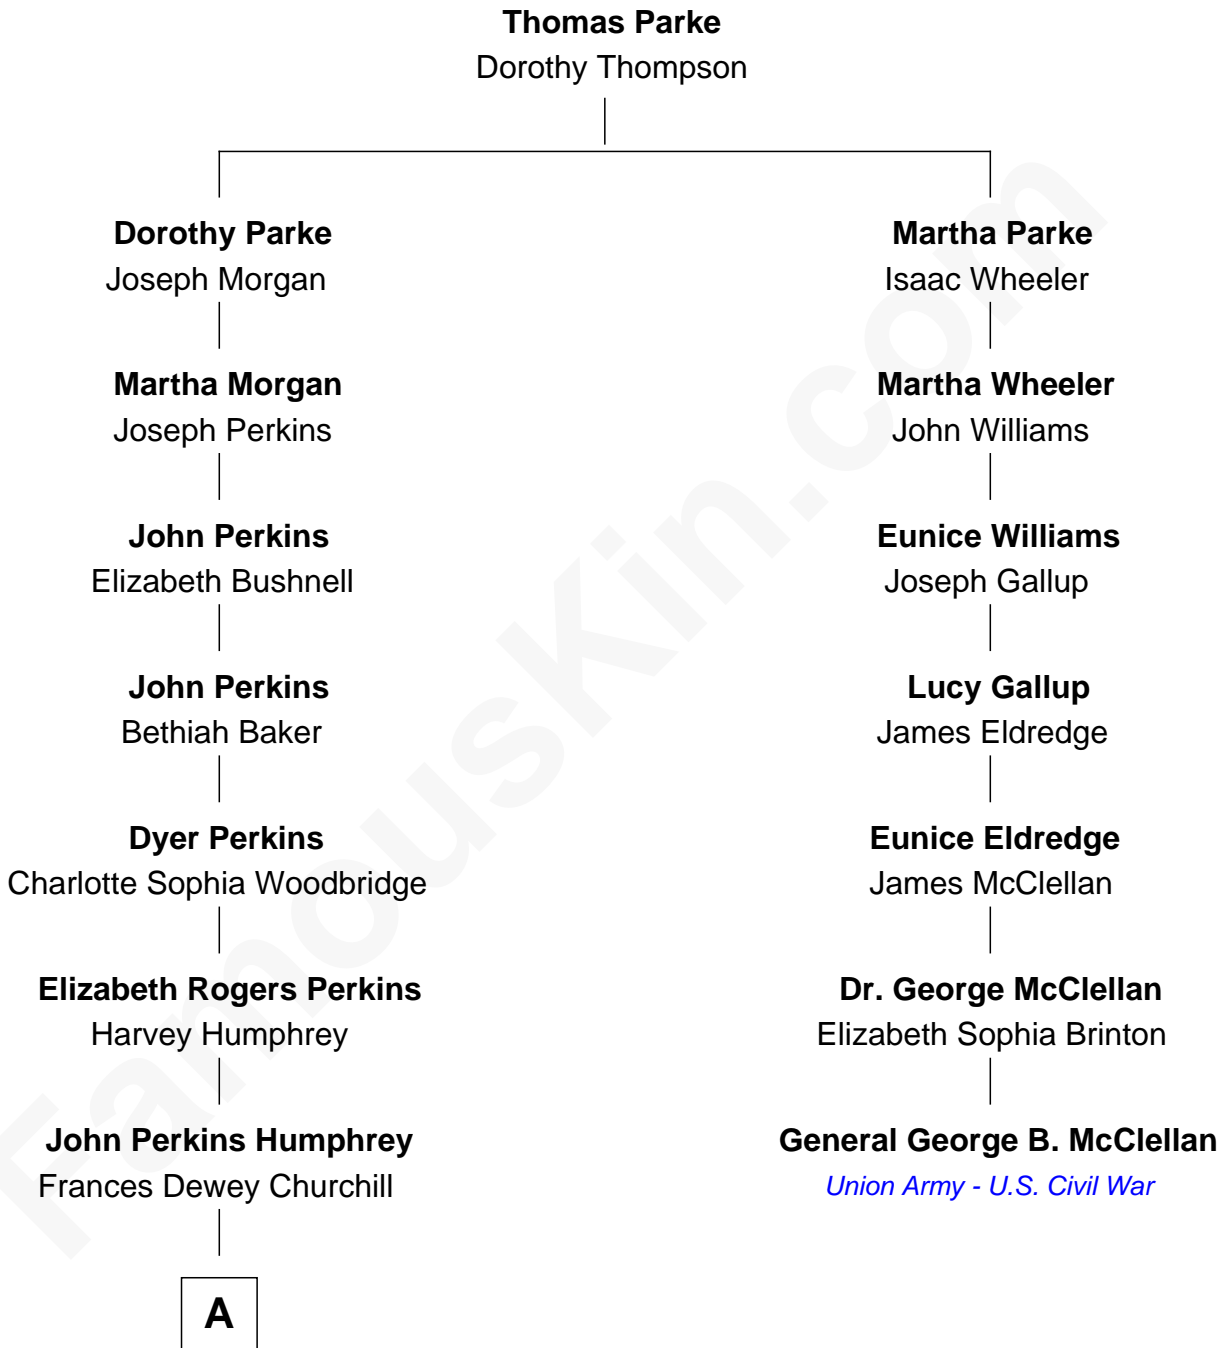 Thomas Parke
Dorothy Thompson
Dorothy Parke
Joseph Morgan
Martha Parke
Isaac Wheeler
Martha Morgan
Joseph Perkins
Martha Wheeler
John Williams
John Perkins
Elizabeth Bushnell
Eunice Williams
Joseph Gallup
John Perkins
Bethiah Baker
Lucy Gallup
James Eldredge
Dyer Perkins
Charlotte Sophia Woodbridge
Eunice Eldredge
James McClellan
Elizabeth Rogers Perkins
Harvey Humphrey
Dr. George McClellan
Elizabeth Sophia Brinton
John Perkins Humphrey
Frances Dewey Churchill
General George B. McClellan
Union Army - U.S. Civil War
A
FamousKin.com